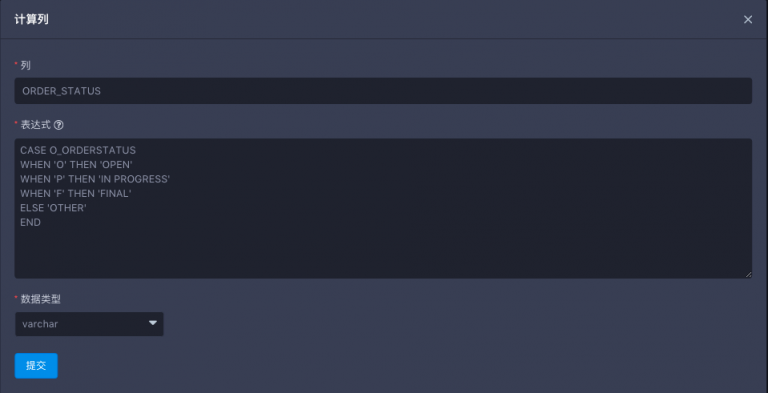 计算列
* 列
ORDER_STATUS
* 表达式
CASE O_ORDERSTATUS
WHEN 'O' THEN 'OPEN'
WHEN 'P' THEN 'IN PROGRESS'
WHEN 'F' THEN 'FINAL'
ELSE 'OTHER'
END
* 数据类型
varchar
提交